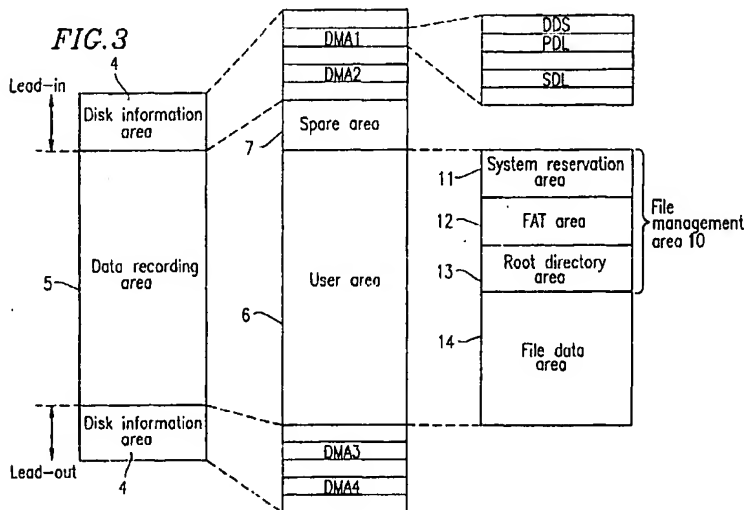 FIG.3
Lead-in
4
Disk information
area
5
Data recording
area
Disk information
area
4
Lead-out
DMA1
DMA2
Spare area
7
User area
6
DMA3
DMA4
DDS
PDL
SDL
11
System reservation
area
12
FAT area
13
Root directory
area
14
File data
area
File
management
area 10